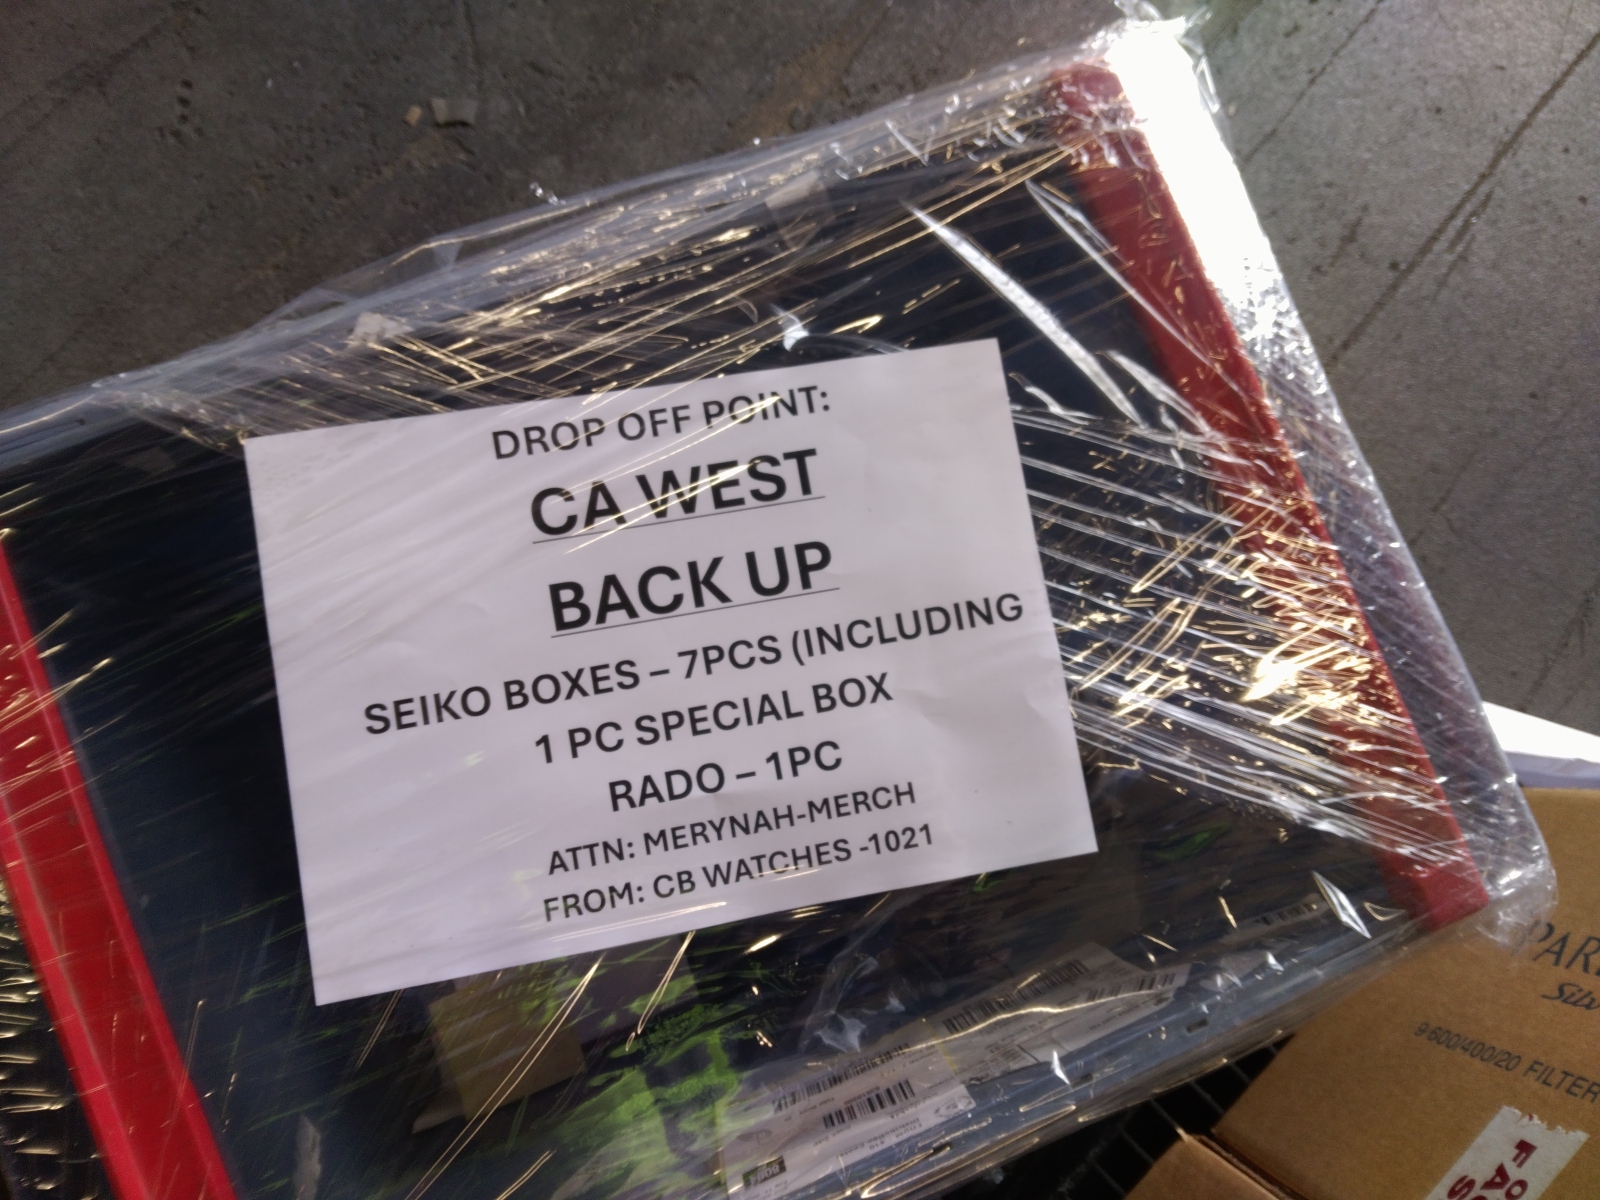 DROP OFF POINT:
CA WEST
BACK UP
SEIKO BOXES – 7PCS (INCLUDING
1 PC SPECIAL BOX
RADO – 1PC
ATTN: MERYNAH-MERCH
FROM: CB WATCHES -1021
9600/400/20 FILTER